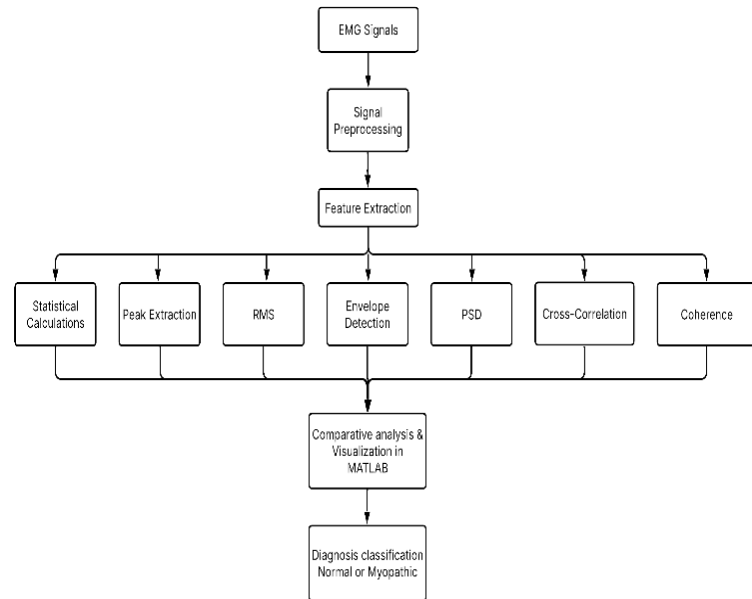 EMG Signals
Signal
Preprocessing
Feature Extraction
Statistical
Calculations
Peak Extraction
RMS
Envelope
Detection
PSD
Cross-Correlation
Coherence
Comparative analysis &
Visualization in
MATLAB
Diagnosis classification
Normal or Myopathic